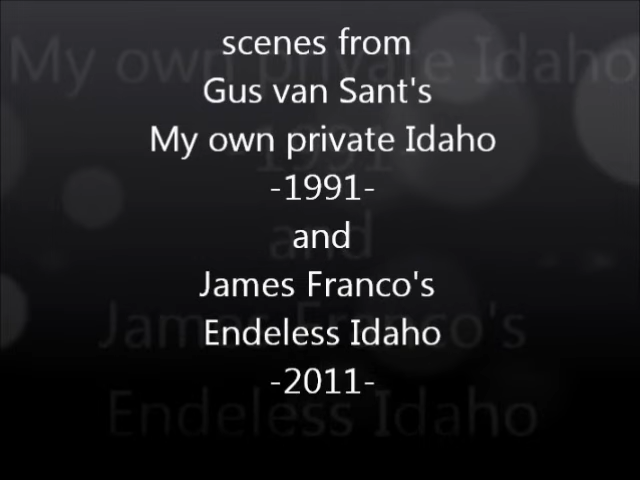 scenes from
Gus van Sant's
My own private Idaho
-1991-
and
James Franco's
Endeless Idaho
-2011-